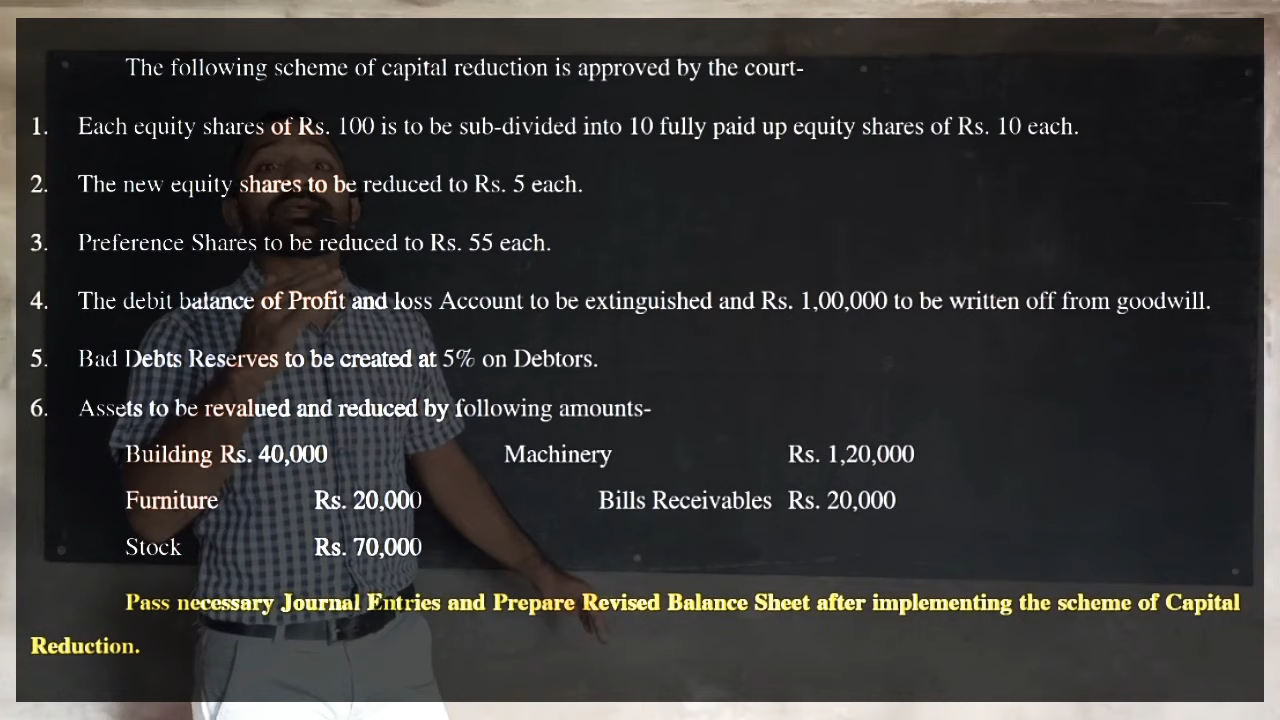 The following scheme of capital reduction is approved by the court-
1. Each equity shares of Rs. 100 is to be sub-divided into 10 fully paid up equity shares of Rs. 10 each.
2. The new equity shares to be reduced to Rs. 5 each.
3. Preference Shares to be reduced to Rs. 55 each.
4. The debit balance of Profit and loss Account to be extinguished and Rs. 1,00,000 to be written off from goodwill.
5. Bad Debts Reserves to be created at 5% on Debtors.
6. Assets to be revalued and reduced by following amounts-
Building Rs. 40,000 Machinery Rs. 1,20,000
Furniture Rs. 20,000 Bills Receivables Rs. 20,000
Stock Rs. 70,000
Pass necessary Journal Entries and Prepare Revised Balance Sheet after implementing the scheme of Capital
Reduction.